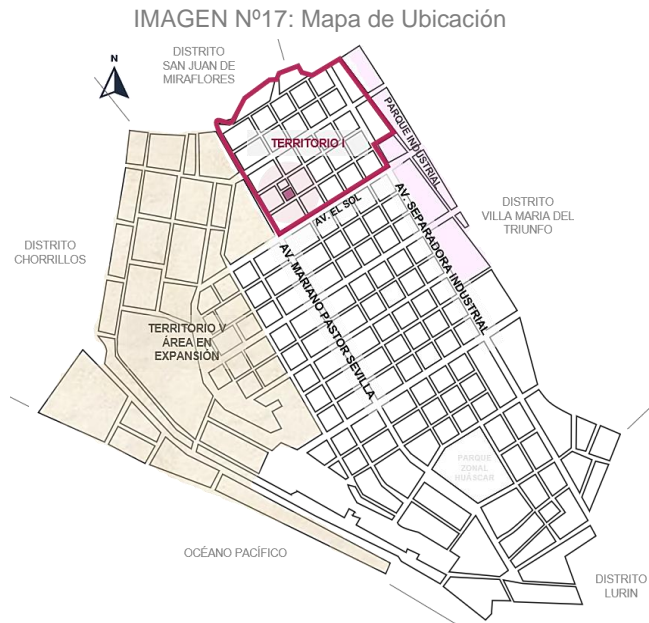 IMAGEN Nº17: Mapa de Ubicación
DISTRITO
SAN JUAN DE
MIRAFLORES
N
PARQUE INDUSTRIAL
TERRITORIO I
AV. EL SOL
AV. SEPARADORA INDUSTRIAL
DISTRITO
VILLA MARIA DEL
TRIUNFO
DISTRITO
CHORRILLOS
AV. MARIANO PASTOR SEVILLA
TERRITORIO V
ÁREA EN
EXPANSIÓN
PARQUE
ZONAL
HUÁSCAR
OCÉANO PACÍFICO
DISTRITO
LURIN